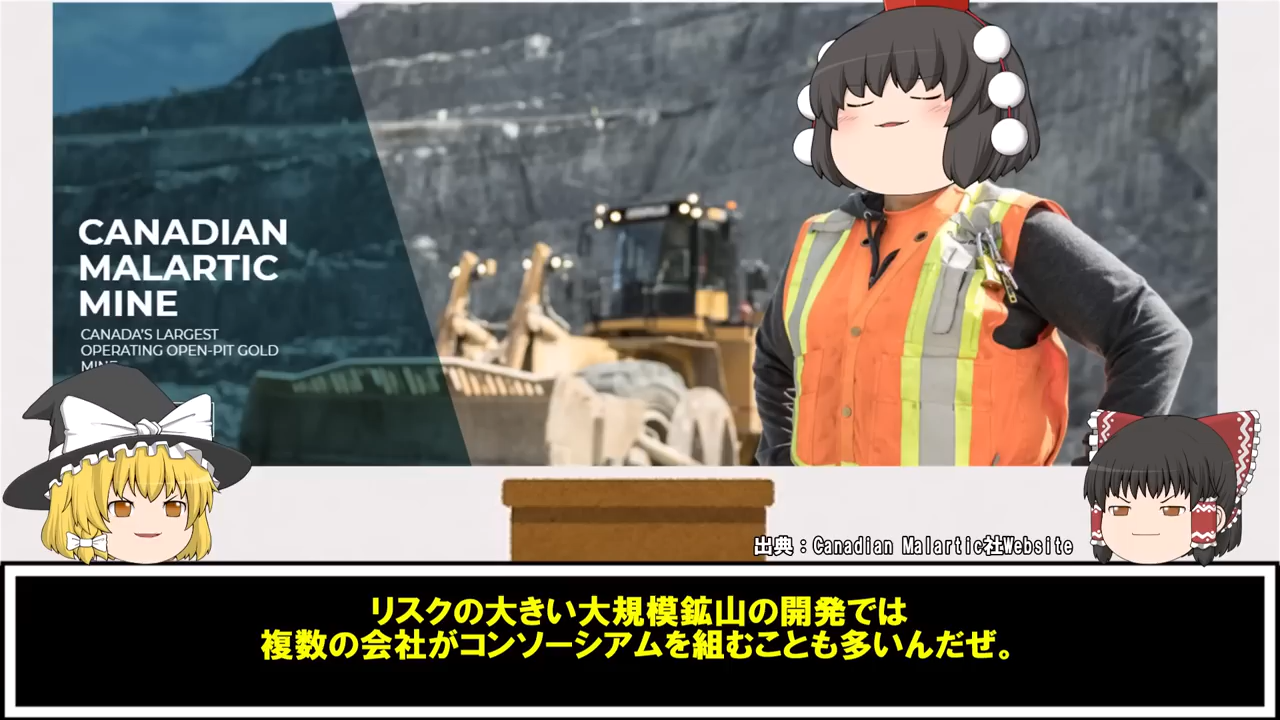 CANADIAN
MALARTIC
MINE
CANADA'S LARGEST
OPERATING OPEN-PIT GOLD
MINE
出典：Canadian Malartic社Website
リスクの大きい大規模鉱山の開発では
複数の会社がコンソーシアムを組むことも多いんだぜ。